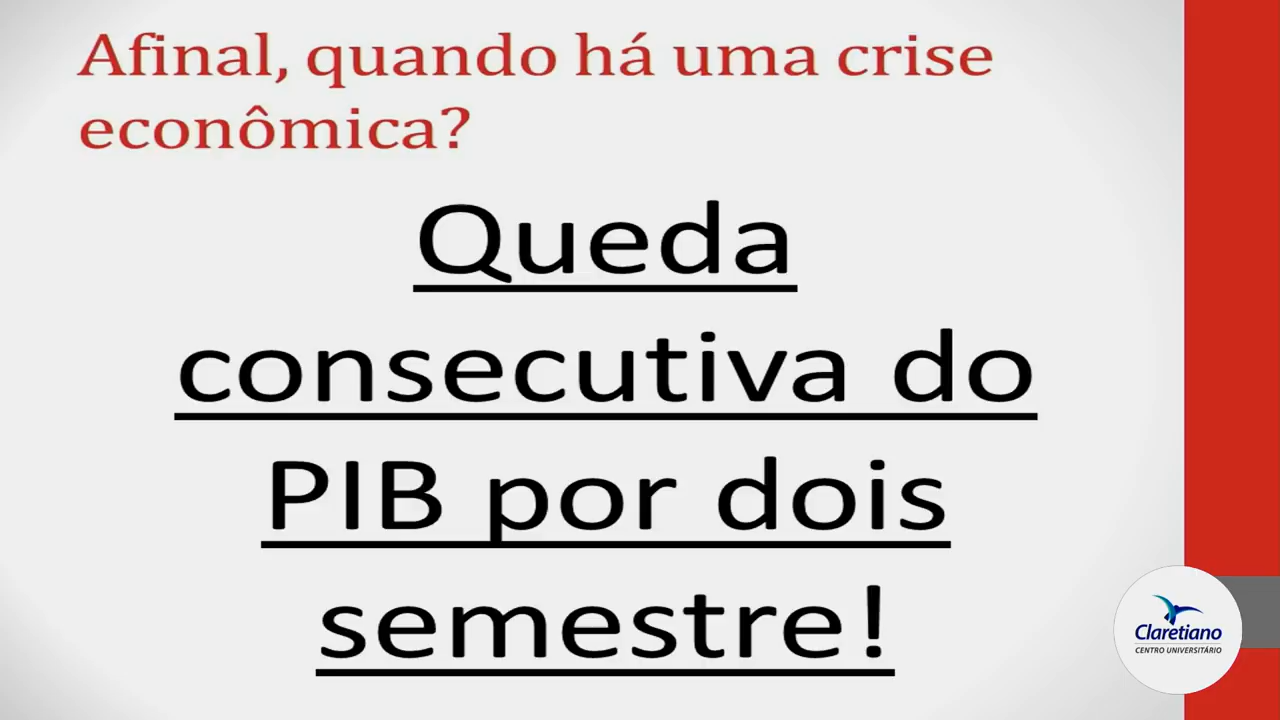 Afinal, quando há uma crise
econômica?
Queda
consecutiva do
PIB por dois
semestre!
Claretiano
CENTRO UNIVERSITÁRIO